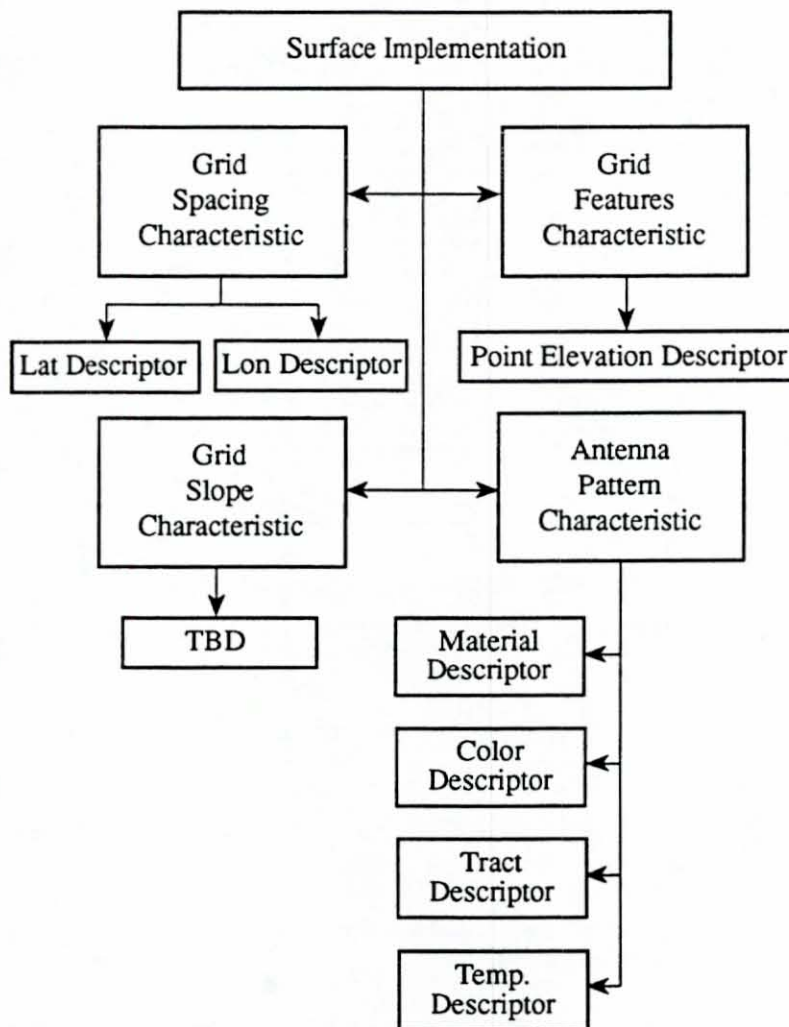 Surface Implementation
Grid
Spacing
Characteristic
Grid
Features
Characteristic
Lat Descriptor
Lon Descriptor
Point Elevation Descriptor
Grid
Slope
Characteristic
Antenna
Pattern
Characteristic
TBD
Material
Descriptor
Color
Descriptor
Tract
Descriptor
Temp.
Descriptor